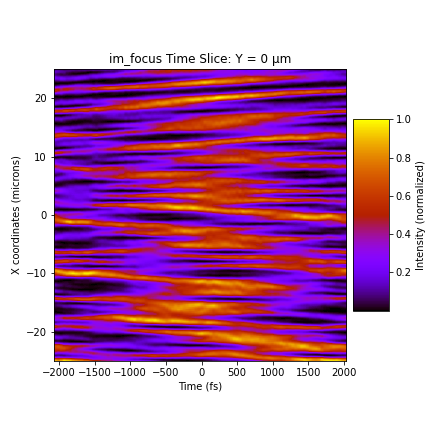 im_focus Time Slice: Y = 0 μm
20
10
0
−10
−20
X coordinates (microns)
−2000 −1500 −1000 −500 0 500 1000 1500 2000
Time (fs)
1.0
0.8
0.6
0.4
0.2
Intensity (normalized)